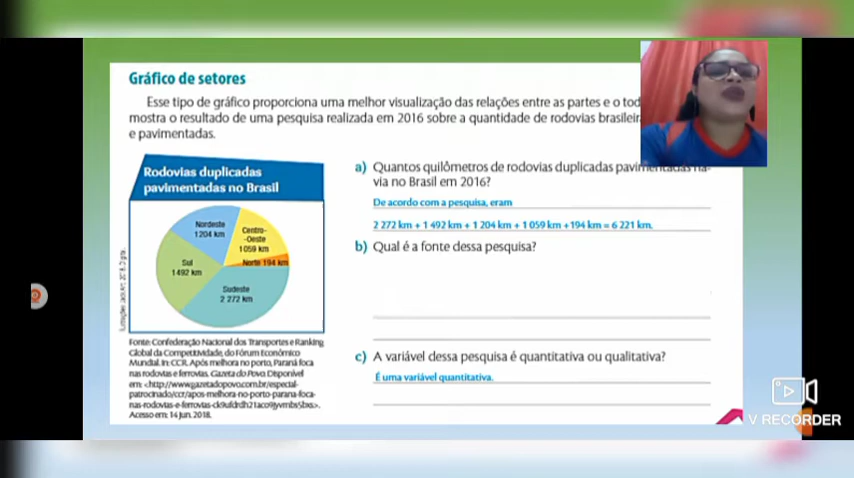 Gráfico de setores
Esse tipo de gráfico proporciona uma melhor visualização das relações entre as partes e o tod
mostra o resultado de uma pesquisa realizada em 2016 sobre a quantidade de rodovias brasileir
e pavimentadas.
Rodovias duplicadas
pavimentadas no Brasil
Nordeste
1 204 km
Centro-
-Oeste
1 059 km
Norte 194 km
Sul
1 492 km
Sudeste
2 272 km
Fonte: Confederação Nacional dos Transportes e Ranking
Global da Competitividade, do Fórum Econômico
Mundial. In: CCR. Após melhora no porto, Paraná foca
nas rodovias e ferrovias. Gazeta do Povo. Disponível
em: <http://www.gazetadopovo.com.br/especial-
patrocinado/ccr/apos-melhora-no-porto-parana-foca-
Acesso em: 14 jun. 2018.
a) Quantos quilômetros de rodovias duplicadas pavimentadas ha-
via no Brasil em 2016?
De acordo com a pesquisa, eram
2 272 km + 1 492 km + 1 204 km + 1 059 km +194 km = 6 221 km.
b) Qual é a fonte dessa pesquisa?
c) A variável dessa pesquisa é quantitativa ou qualitativa?
É uma variável quantitativa.
V RECORDER